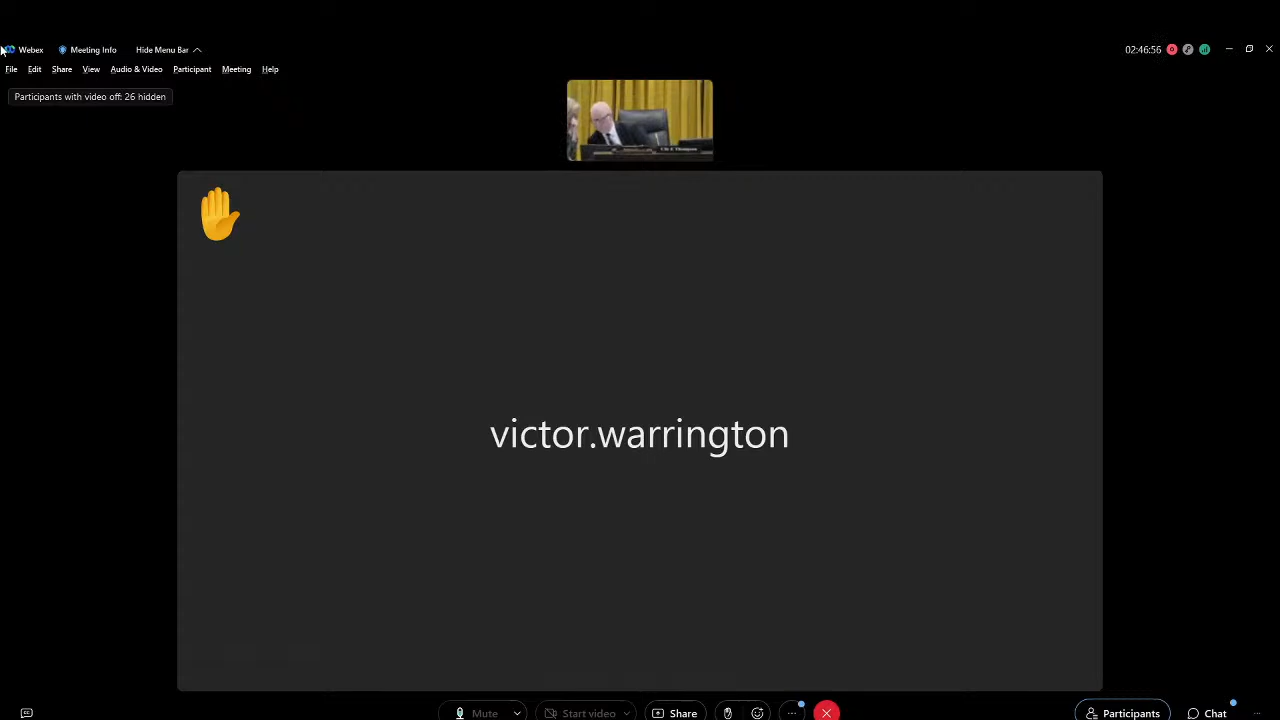 Webex Meeting Info Hide Menu Bar 02:46:56
File Edit Share View Audio & Video Participant Meeting Help
Participants with video off: 26 hidden
victor.warrington
Mute Start video Share Participants Chat